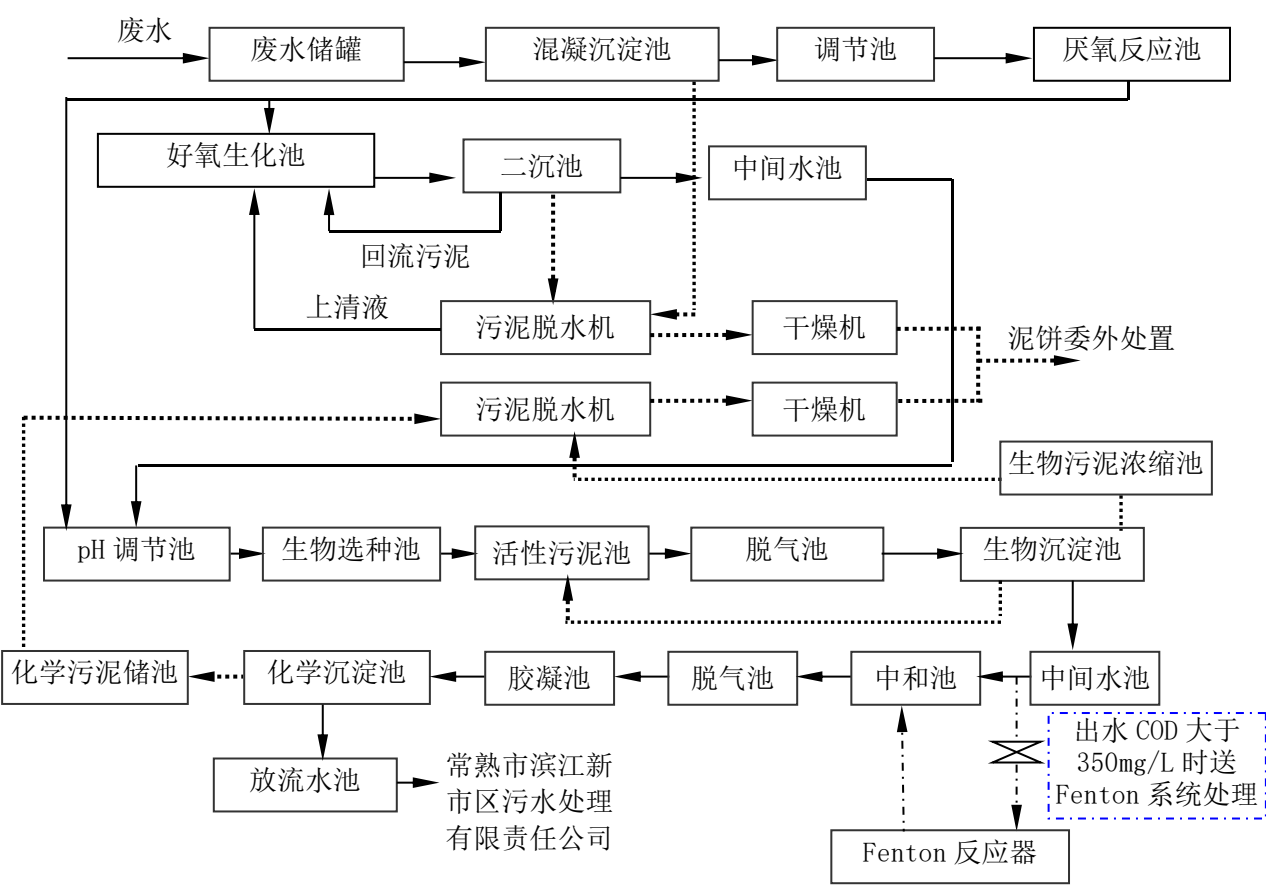 废水
废水储罐
混凝沉淀池
调节池
厌氧反应池
好氧生化池
二沉池
中间水池
回流污泥
上清液
污泥脱水机
干燥机
泥饼委外处置
污泥脱水机
干燥机
生物污泥浓缩池
pH 调节池
生物选种池
活性污泥池
脱气池
生物沉淀池
化学污泥储池
化学沉淀池
胶凝池
脱气池
中和池
中间水池
出水 COD 大于
350mg/L 时送
Fenton 系统处理
放流水池
常熟市滨江新
市区污水处理
有限责任公司
Fenton 反应器